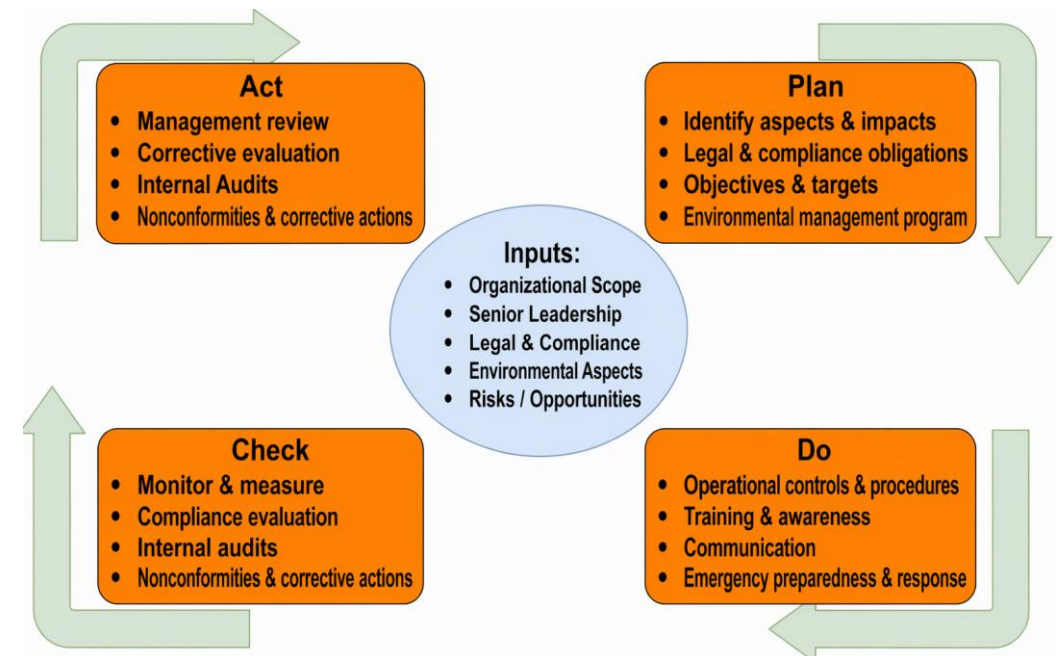 Act
• Management review
• Corrective evaluation
• Internal Audits
• Nonconformities & corrective actions
Plan
• Identify aspects & impacts
• Legal & compliance obligations
• Objectives & targets
• Environmental management program
Inputs:
• Organizational Scope
• Senior Leadership
• Legal & Compliance
• Environmental Aspects
• Risks / Opportunities
Check
• Monitor & measure
• Compliance evaluation
• Internal audits
• Nonconformities & corrective actions
Do
• Operational controls & procedures
• Training & awareness
• Communication
• Emergency preparedness & response